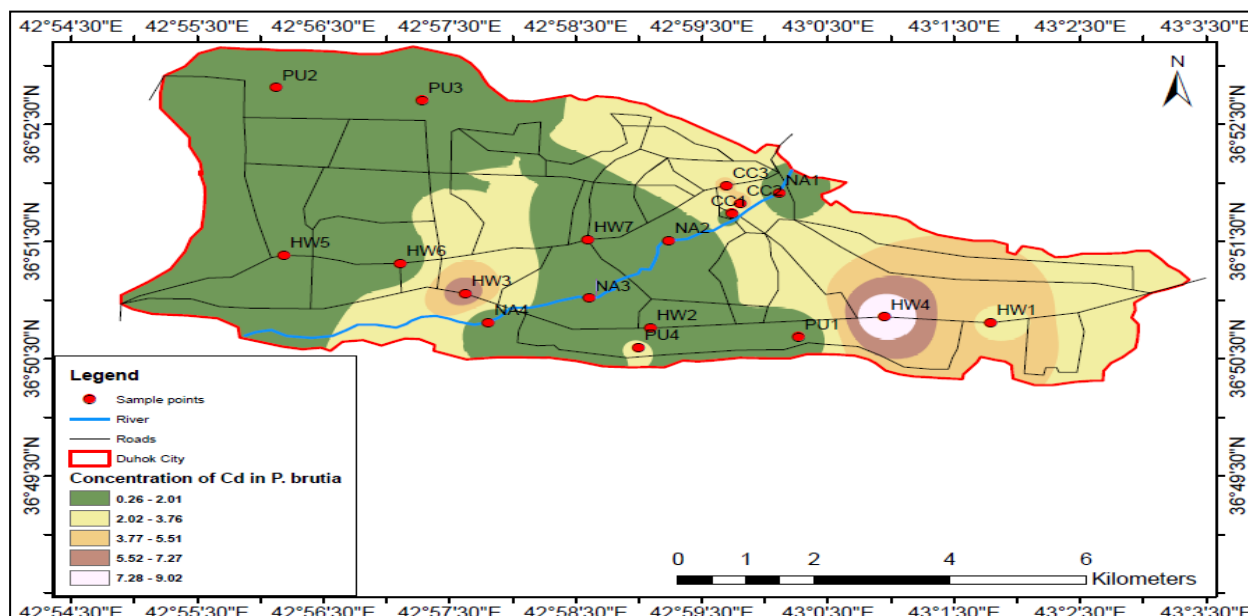 42°54'30"E 42°55'30"E 42°56'30"E 42°57'30"E 42°58'30"E 42°59'30"E 43°0'30"E 43°1'30"E 43°2'30"E 43°3'30"E
N
PU2
PU3
36°52'30"N 36°52'30"N
CC3
NA1
CC2
CC1
36°51'30"N 36°51'30"N
HW7
NA2
HW5
HW6
HW3
NA3
NA4
HW2
HW4
HW1
PU1
PU4
36°50'30"N 36°50'30"N
Legend
Sample points
River
Roads
Duhok City
Concentration of Cd in P. brutia
0.26 - 2.01
2.02 - 3.76
3.77 - 5.51
5.52 - 7.27
7.28 - 9.02
36°49'30"N 36°49'30"N
0 1 2 4 6
Kilometers
42°54'30"E 42°55'30"E 42°56'30"E 42°57'30"E 42°58'30"E 42°59'30"E 43°0'30"E 43°1'30"E 43°2'30"E 43°3'30"E